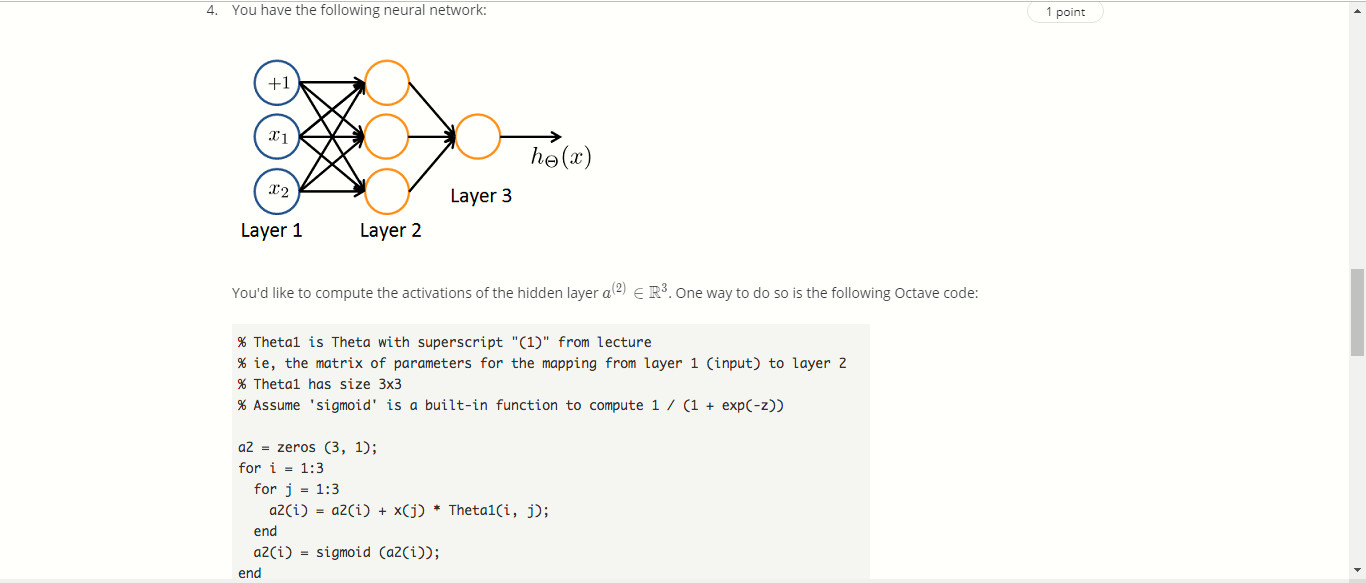 4. You have the following neural network:
1 point
+1
x₁
x₂
hΘ(x)
Layer 3
Layer 1
Layer 2
You'd like to compute the activations of the hidden layer a⁽²⁾ ∈ ℝ³. One way to do so is the following Octave code:
% Theta1 is Theta with superscript "(1)" from lecture
% ie, the matrix of parameters for the mapping from layer 1 (input) to layer 2
% Theta1 has size 3x3
% Assume 'sigmoid' is a built-in function to compute 1 / (1 + exp(-z))
a2 = zeros (3, 1);
for i = 1:3
for j = 1:3
a2(i) = a2(i) + x(j) * Theta1(i, j);
end
a2(i) = sigmoid (a2(i));
end